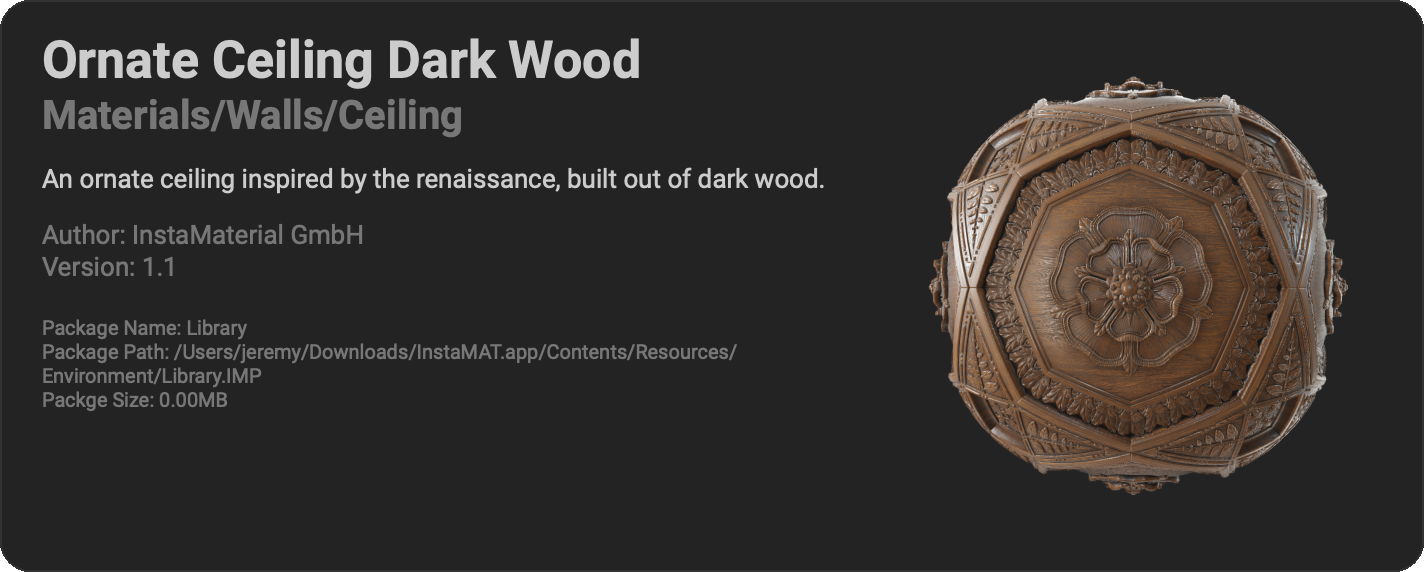 Ornate Ceiling Dark Wood
Materials/Walls/Ceiling
An ornate ceiling inspired by the renaissance, built out of dark wood.
Author: InstaMaterial GmbH
Version: 1.1
Package Name: Library
Package Path: /Users/jeremy/Downloads/InstaMAT.app/Contents/Resources/
Environment/Library.IMP
Packge Size: 0.00MB